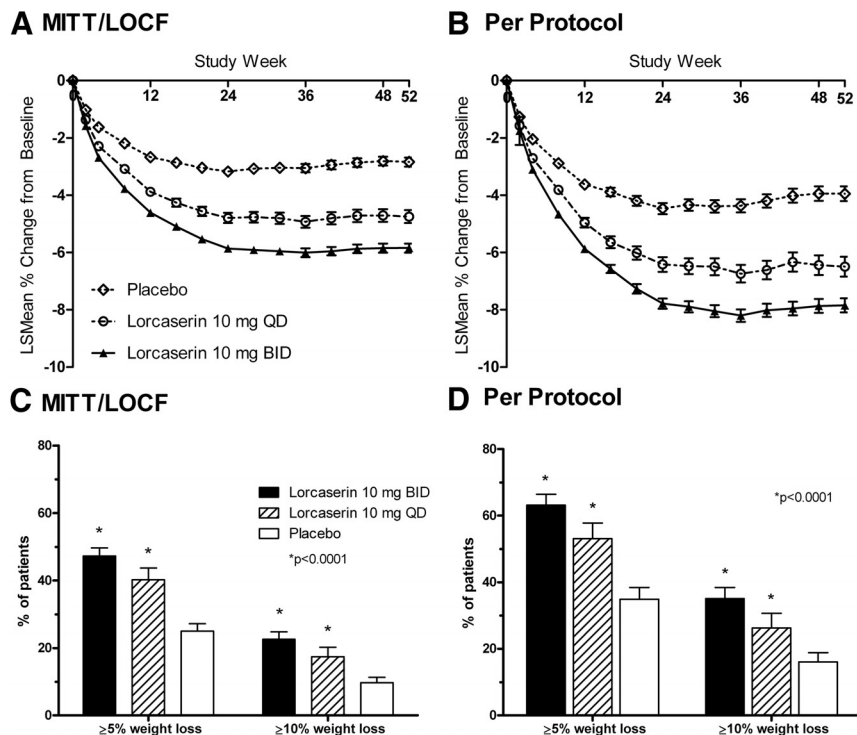 A MITT/LOCF
Study Week
0
0 12 24 36 48 52
-2
-4
-6
-8
-10
LSMean % Change from Baseline
Placebo
Lorcaserin 10 mg QD
Lorcaserin 10 mg BID
B Per Protocol
Study Week
0
0 12 24 36 48 52
-2
-4
-6
-8
-10
LSMean % Change from Baseline
C MITT/LOCF
80
60
40
20
0
% of patients
Lorcaserin 10 mg BID
Lorcaserin 10 mg QD
Placebo
*p<0.0001
* *
* *
≥5% weight loss ≥10% weight loss
D Per Protocol
80
60
40
20
0
% of patients
*p<0.0001
* *
* *
≥5% weight loss ≥10% weight loss